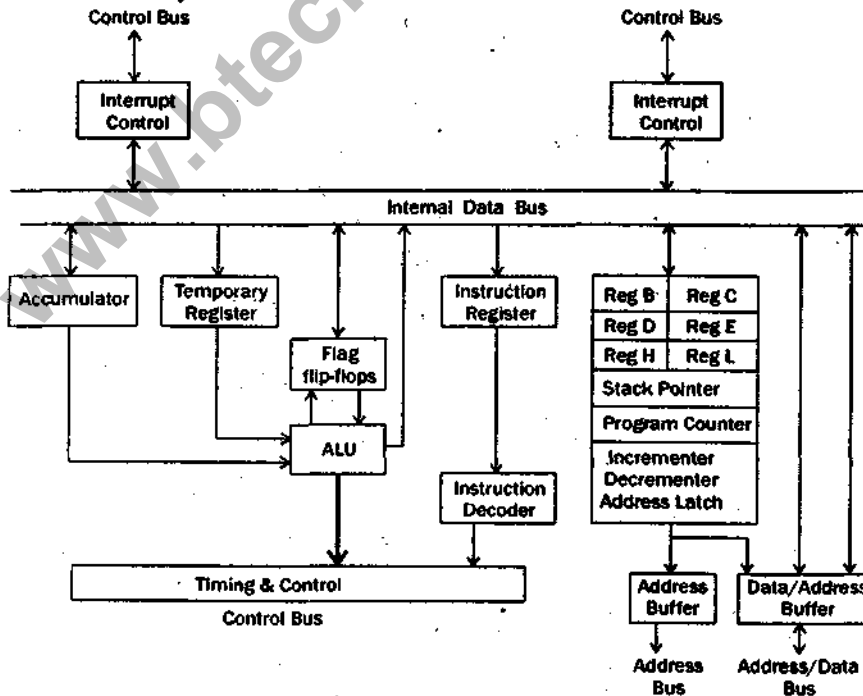 Control Bus
Control Bus
www.btec
Interrupt
Control
Interrupt
Control
Internal Data Bus
Accumulator
Temporary
Register
Instruction
Register
Flag
flip-flops
ALU
Instruction
Decoder
Reg B
Reg C
Reg D
Reg E
Reg H
Reg L
Stack Pointer
Program Counter
Incrementer
Decrementer
Address Latch
Timing & Control
Control Bus
Address
Buffer
Data/Address
Buffer
Address
Bus
Address/Data
Bus